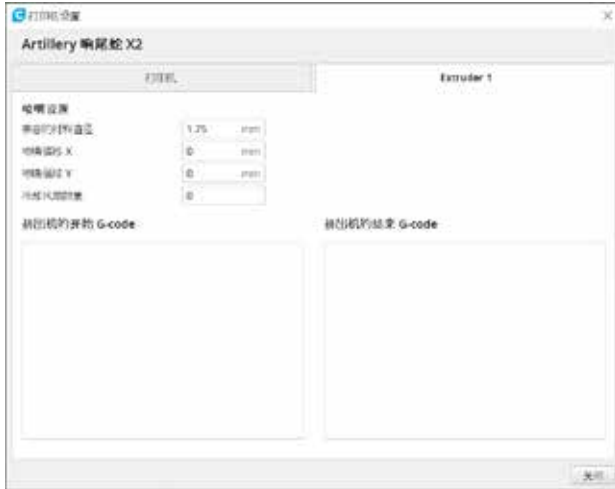 打印机设置
Artillery 响尾蛇 X2
打印机
Extruder 1
喷嘴设置
兼容的材料直径
1.75
mm
喷嘴偏移 X
0
mm
喷嘴偏移 Y
0
mm
冷却风扇数量
0
挤出机的开始 G-code
挤出机的结束 G-code
关闭